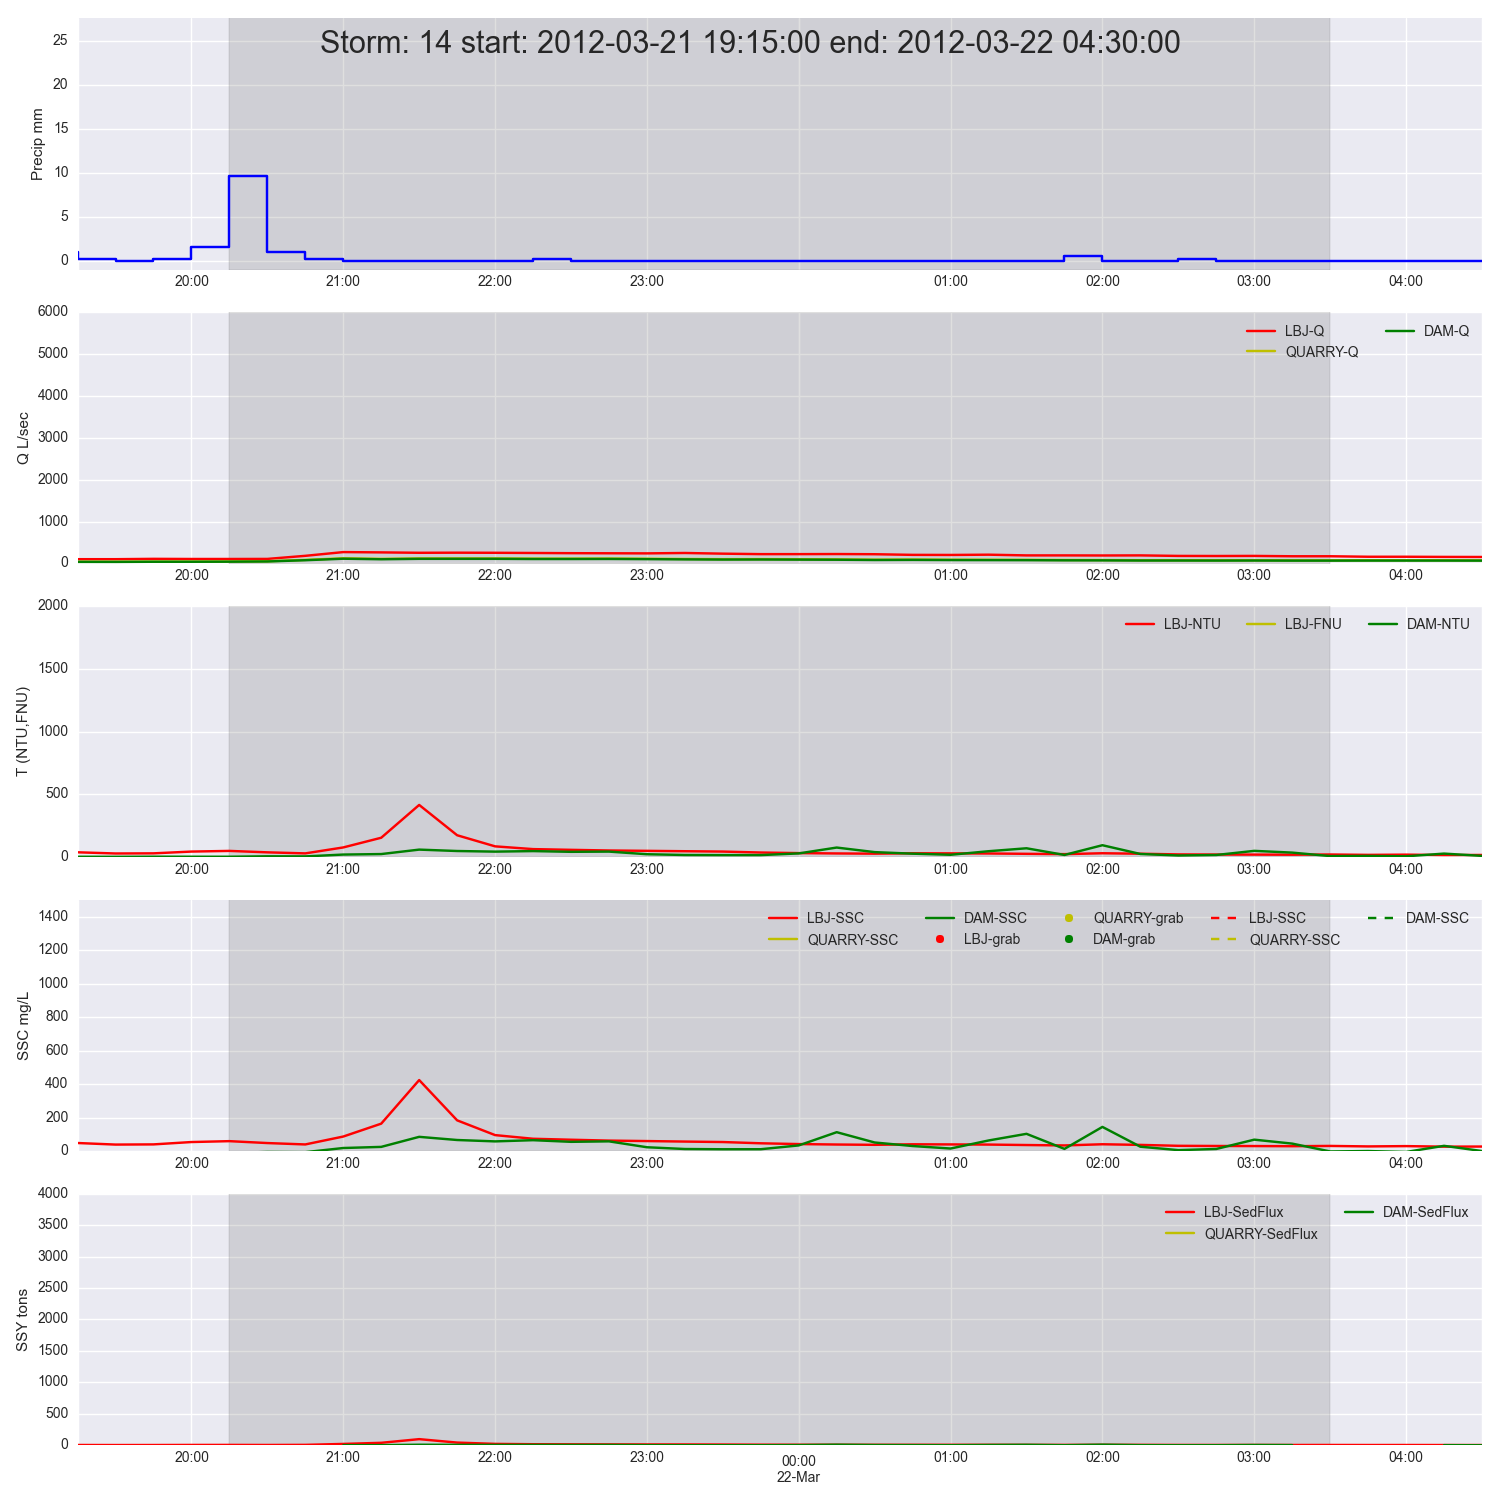 Storm: 14 start: 2012-03-21 19:15:00 end: 2012-03-22 04:30:00
Precip mm
25
20
15
10
5
0
20:00 21:00 22:00 23:00 01:00 02:00 03:00 04:00
Q L/sec
6000
5000
4000
3000
2000
1000
0
LBJ-Q DAM-Q
QUARRY-Q
20:00 21:00 22:00 23:00 01:00 02:00 03:00 04:00
T (NTU,FNU)
2000
1500
1000
500
0
LBJ-NTU LBJ-FNU DAM-NTU
20:00 21:00 22:00 23:00 01:00 02:00 03:00 04:00
SSC mg/L
1400
1200
1000
800
600
400
200
0
LBJ-SSC DAM-SSC QUARRY-grab LBJ-SSC DAM-SSC
QUARRY-SSC LBJ-grab DAM-grab QUARRY-SSC
20:00 21:00 22:00 23:00 01:00 02:00 03:00 04:00
SSY tons
4000
3500
3000
2500
2000
1500
1000
500
0
LBJ-SedFlux DAM-SedFlux
QUARRY-SedFlux
20:00 21:00 22:00 23:00 00:00 01:00 02:00 03:00 04:00
22-Mar